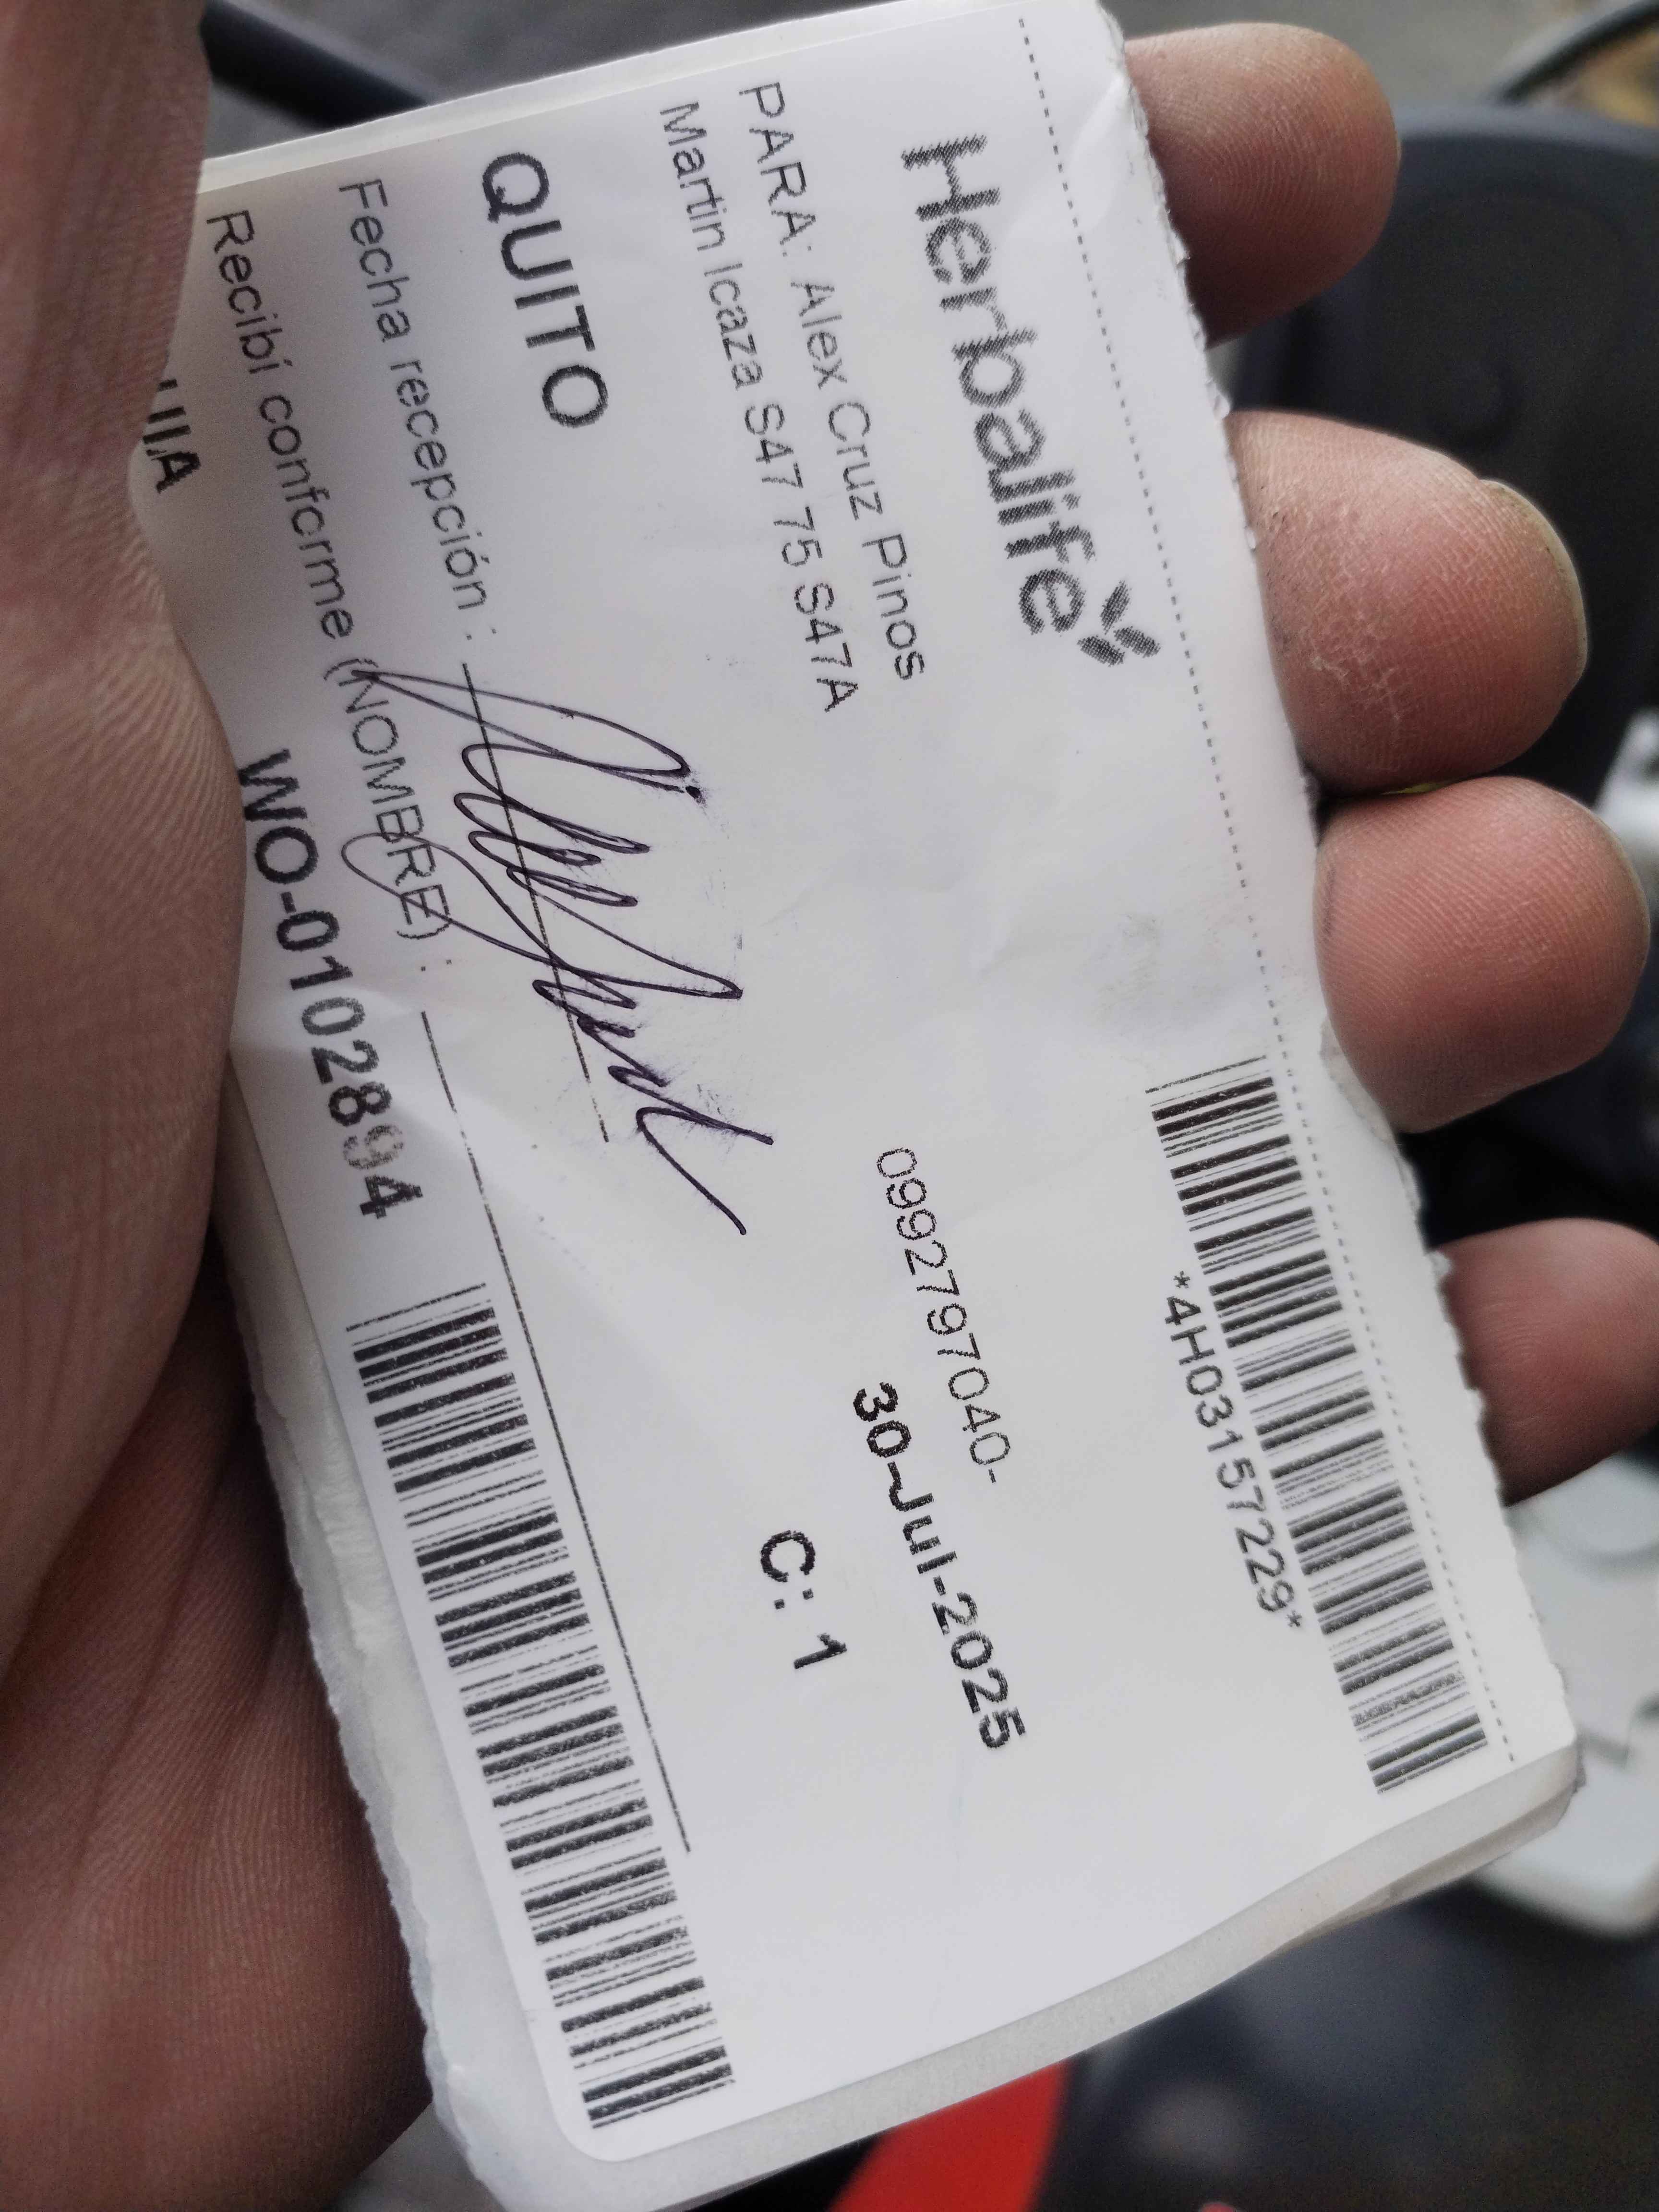 Herbalife
*4H03157229*
PARA: Alex Cruz Pinos
0992797040-
Martin Icaza S47 75 S47A
30-Jul-2025
QUITO
C: 1
Fecha recepción :
Recibí conforme (NOMBRE) :
WO-0102894